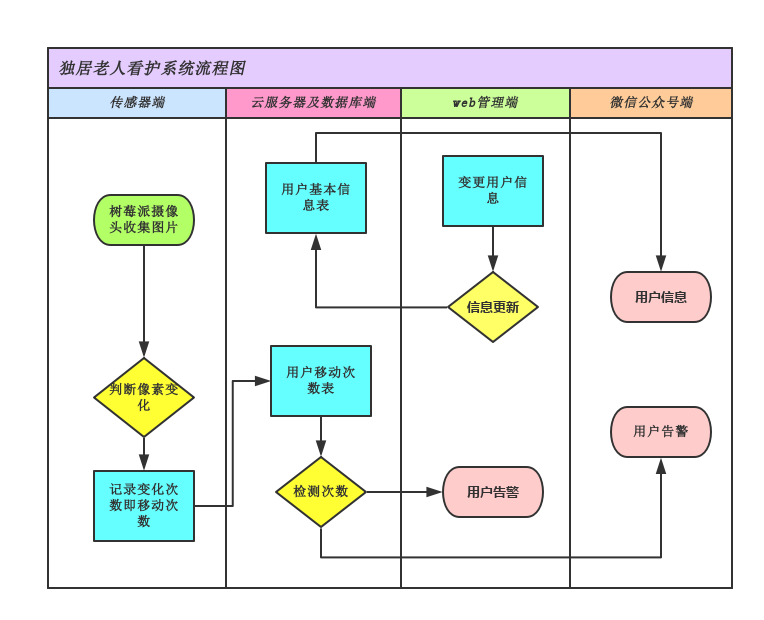 独居老人看护系统流程图
传感器端
云服务器及数据库端
web管理端
微信公众号端
树莓派摄像
头收集图片
用户基本信
息表
变更用户信
息
信息更新
用户信息
判断像素变
化
用户移动次
数表
用户告警
记录变化次
数即移动次
数
检测次数
用户告警